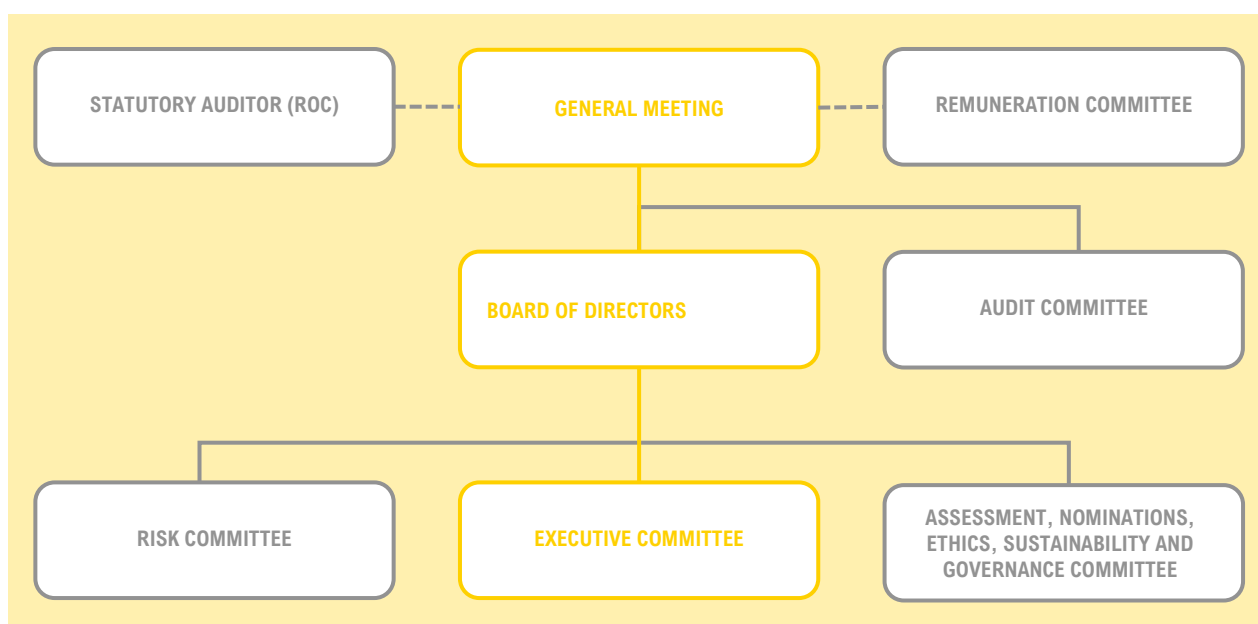 STATUTORY AUDITOR (ROC)
GENERAL MEETING
REMUNERATION COMMITTEE
BOARD OF DIRECTORS
AUDIT COMMITTEE
RISK COMMITTEE
EXECUTIVE COMMITTEE
ASSESSMENT, NOMINATIONS,
ETHICS, SUSTAINABILITY AND
GOVERNANCE COMMITTEE